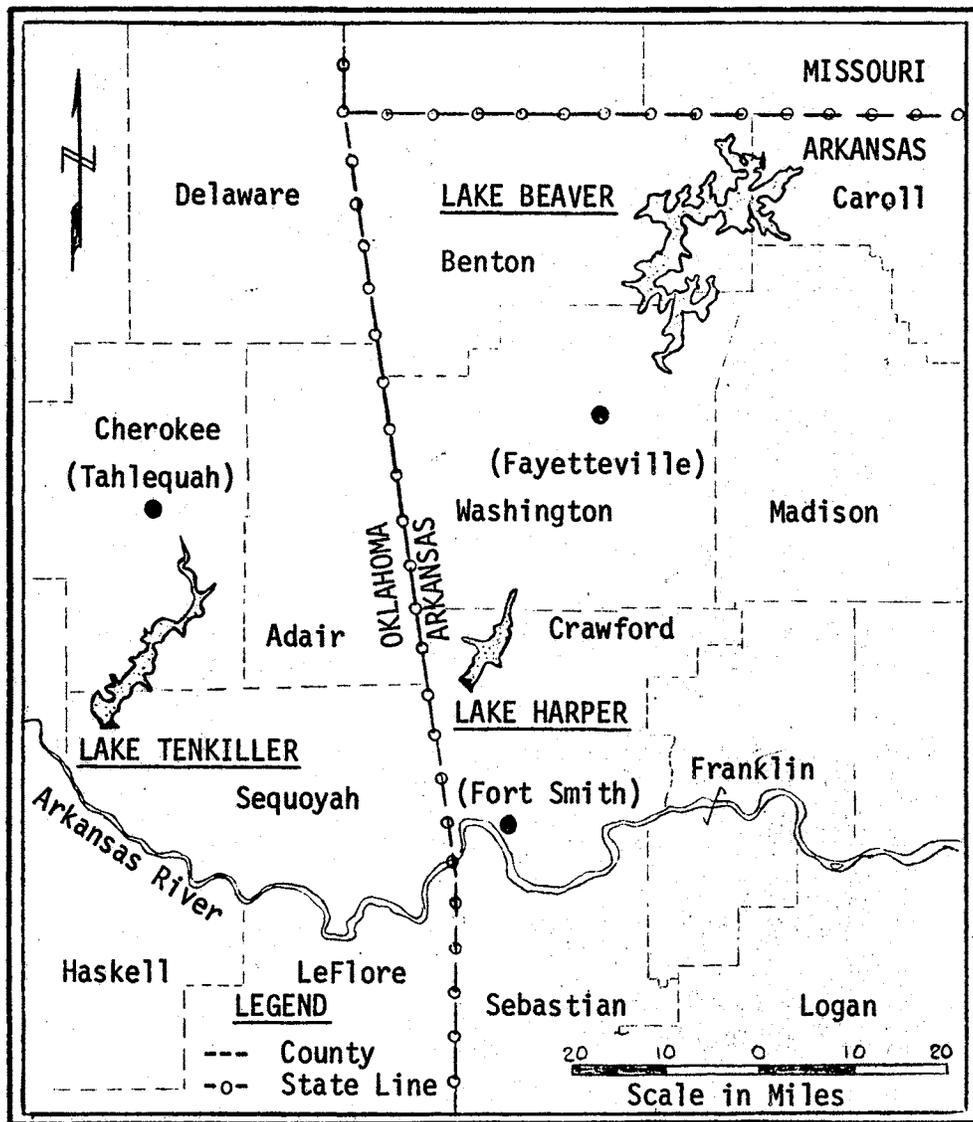 MISSOURI
ARKANSAS
Delaware
LAKE BEAVER
Caroll
Benton
N
Cherokee
(Tahlequah)
(Fayetteville)
Washington
Madison
OKLAHOMA
ARKANSAS
Adair
Crawford
LAKE HARPER
LAKE TENKILLER
Franklin
Sequoyah
(Fort Smith)
Arkansas River
Haskell
LeFlore
Sebastian
Logan
LEGEND
--- County
-o- State Line
20 10 0 10 20
Scale in Miles